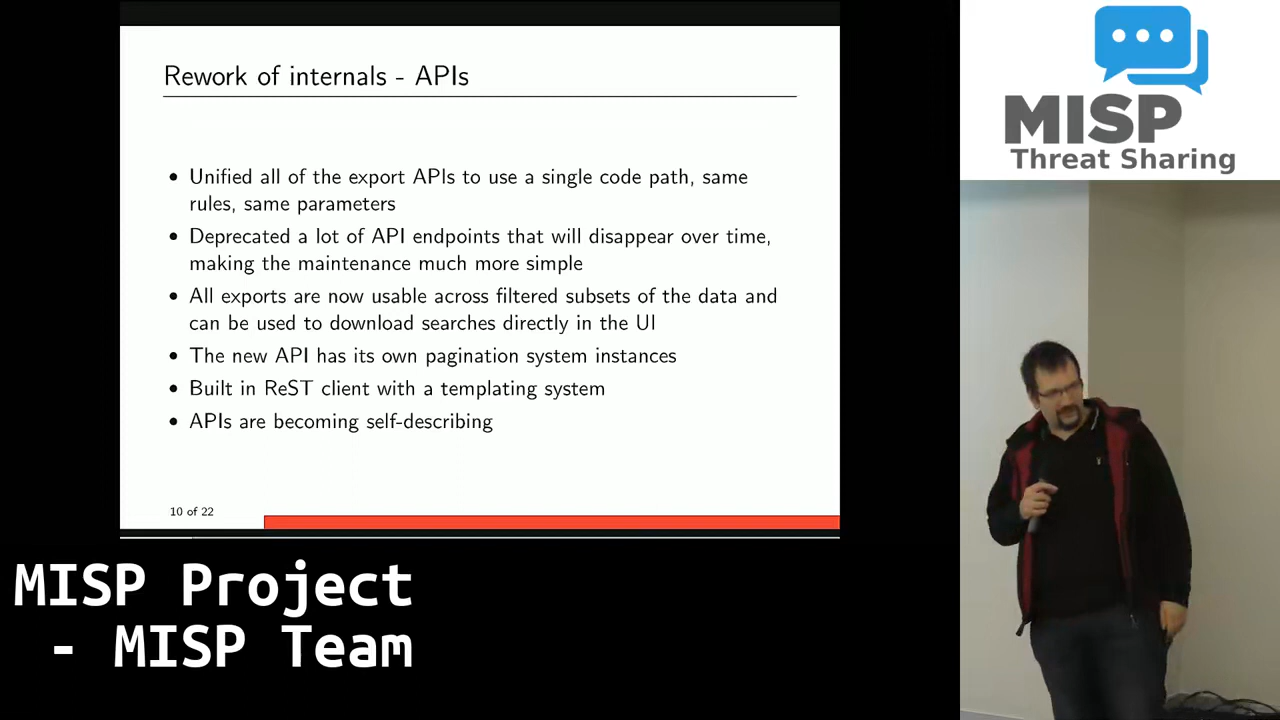 Rework of internals - APIs
• Unified all of the export APIs to use a single code path, same
rules, same parameters
• Deprecated a lot of API endpoints that will disappear over time,
making the maintenance much more simple
• All exports are now usable across filtered subsets of the data and
can be used to download searches directly in the UI
• The new API has its own pagination system instances
• Built in ReST client with a templating system
• APIs are becoming self-describing
10 of 22
MISP
Threat Sharing
MISP Project
- MISP Team